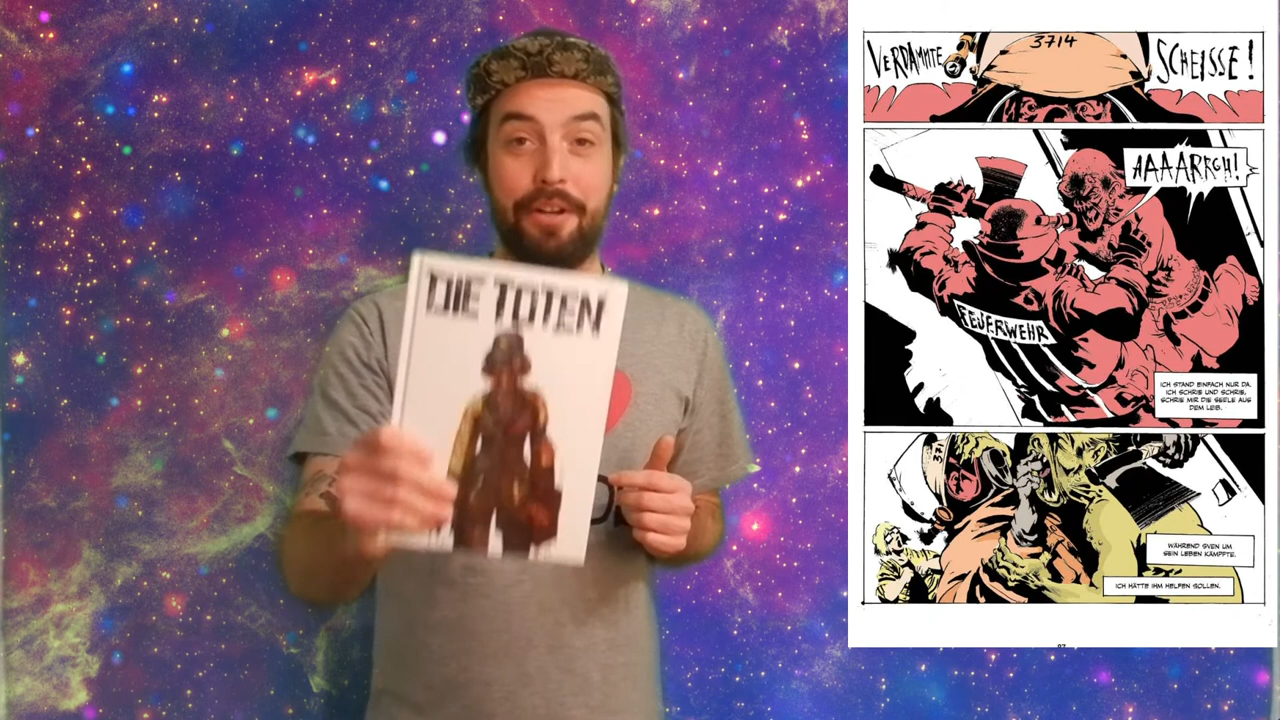 DIE TOTEN
VERDAMMTE
3714
SCHEISSE!
AAAARRGH!
FEUERWEHR
ICH STAND EINFACH NUR DA.
ICH SCHRIE UND SCHRIE,
SCHRIE MIR DIE SEELE AUS
DEM LEIB.
371
WÄHREND SVEN UM
SEIN LEBEN KÄMPFTE.
ICH HÄTTE IHM HELFEN SOLLEN.